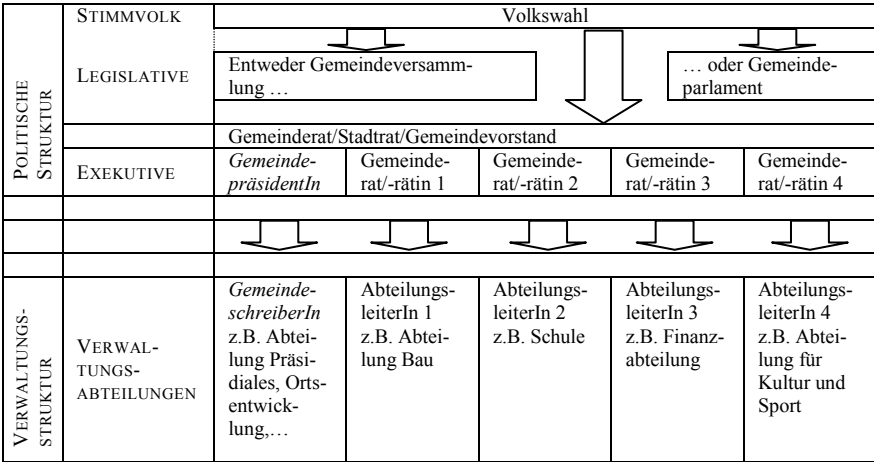 STIMMVOLK
Volkswahl
POLITISCHE
STRUKTUR
LEGISLATIVE
Entweder Gemeindeversamm-
lung …
… oder Gemeinde-
parlament
Gemeinderat/Stadtrat/Gemeindevorstand
EXEKUTIVE
Gemeinde-
präsidentIn
Gemeinde-
rat/-rätin 1
Gemeinde-
rat/-rätin 2
Gemeinde-
rat/-rätin 3
Gemeinde-
rat/-rätin 4
VERWALTUNGS-
STRUKTUR
VERWAL-
TUNGS-
ABTEILUNGEN
Gemeinde-
schreiberIn
z.B. Abtei-
lung Präsi-
diales, Orts-
entwick-
lung,…
Abteilungs-
leiterIn 1
z.B. Abtei-
lung Bau
Abteilungs-
leiterIn 2
z.B. Schule
Abteilungs-
leiterIn 3
z.B. Finanz-
abteilung
Abteilungs-
leiterIn 4
z.B. Abtei-
lung für
Kultur und
Sport